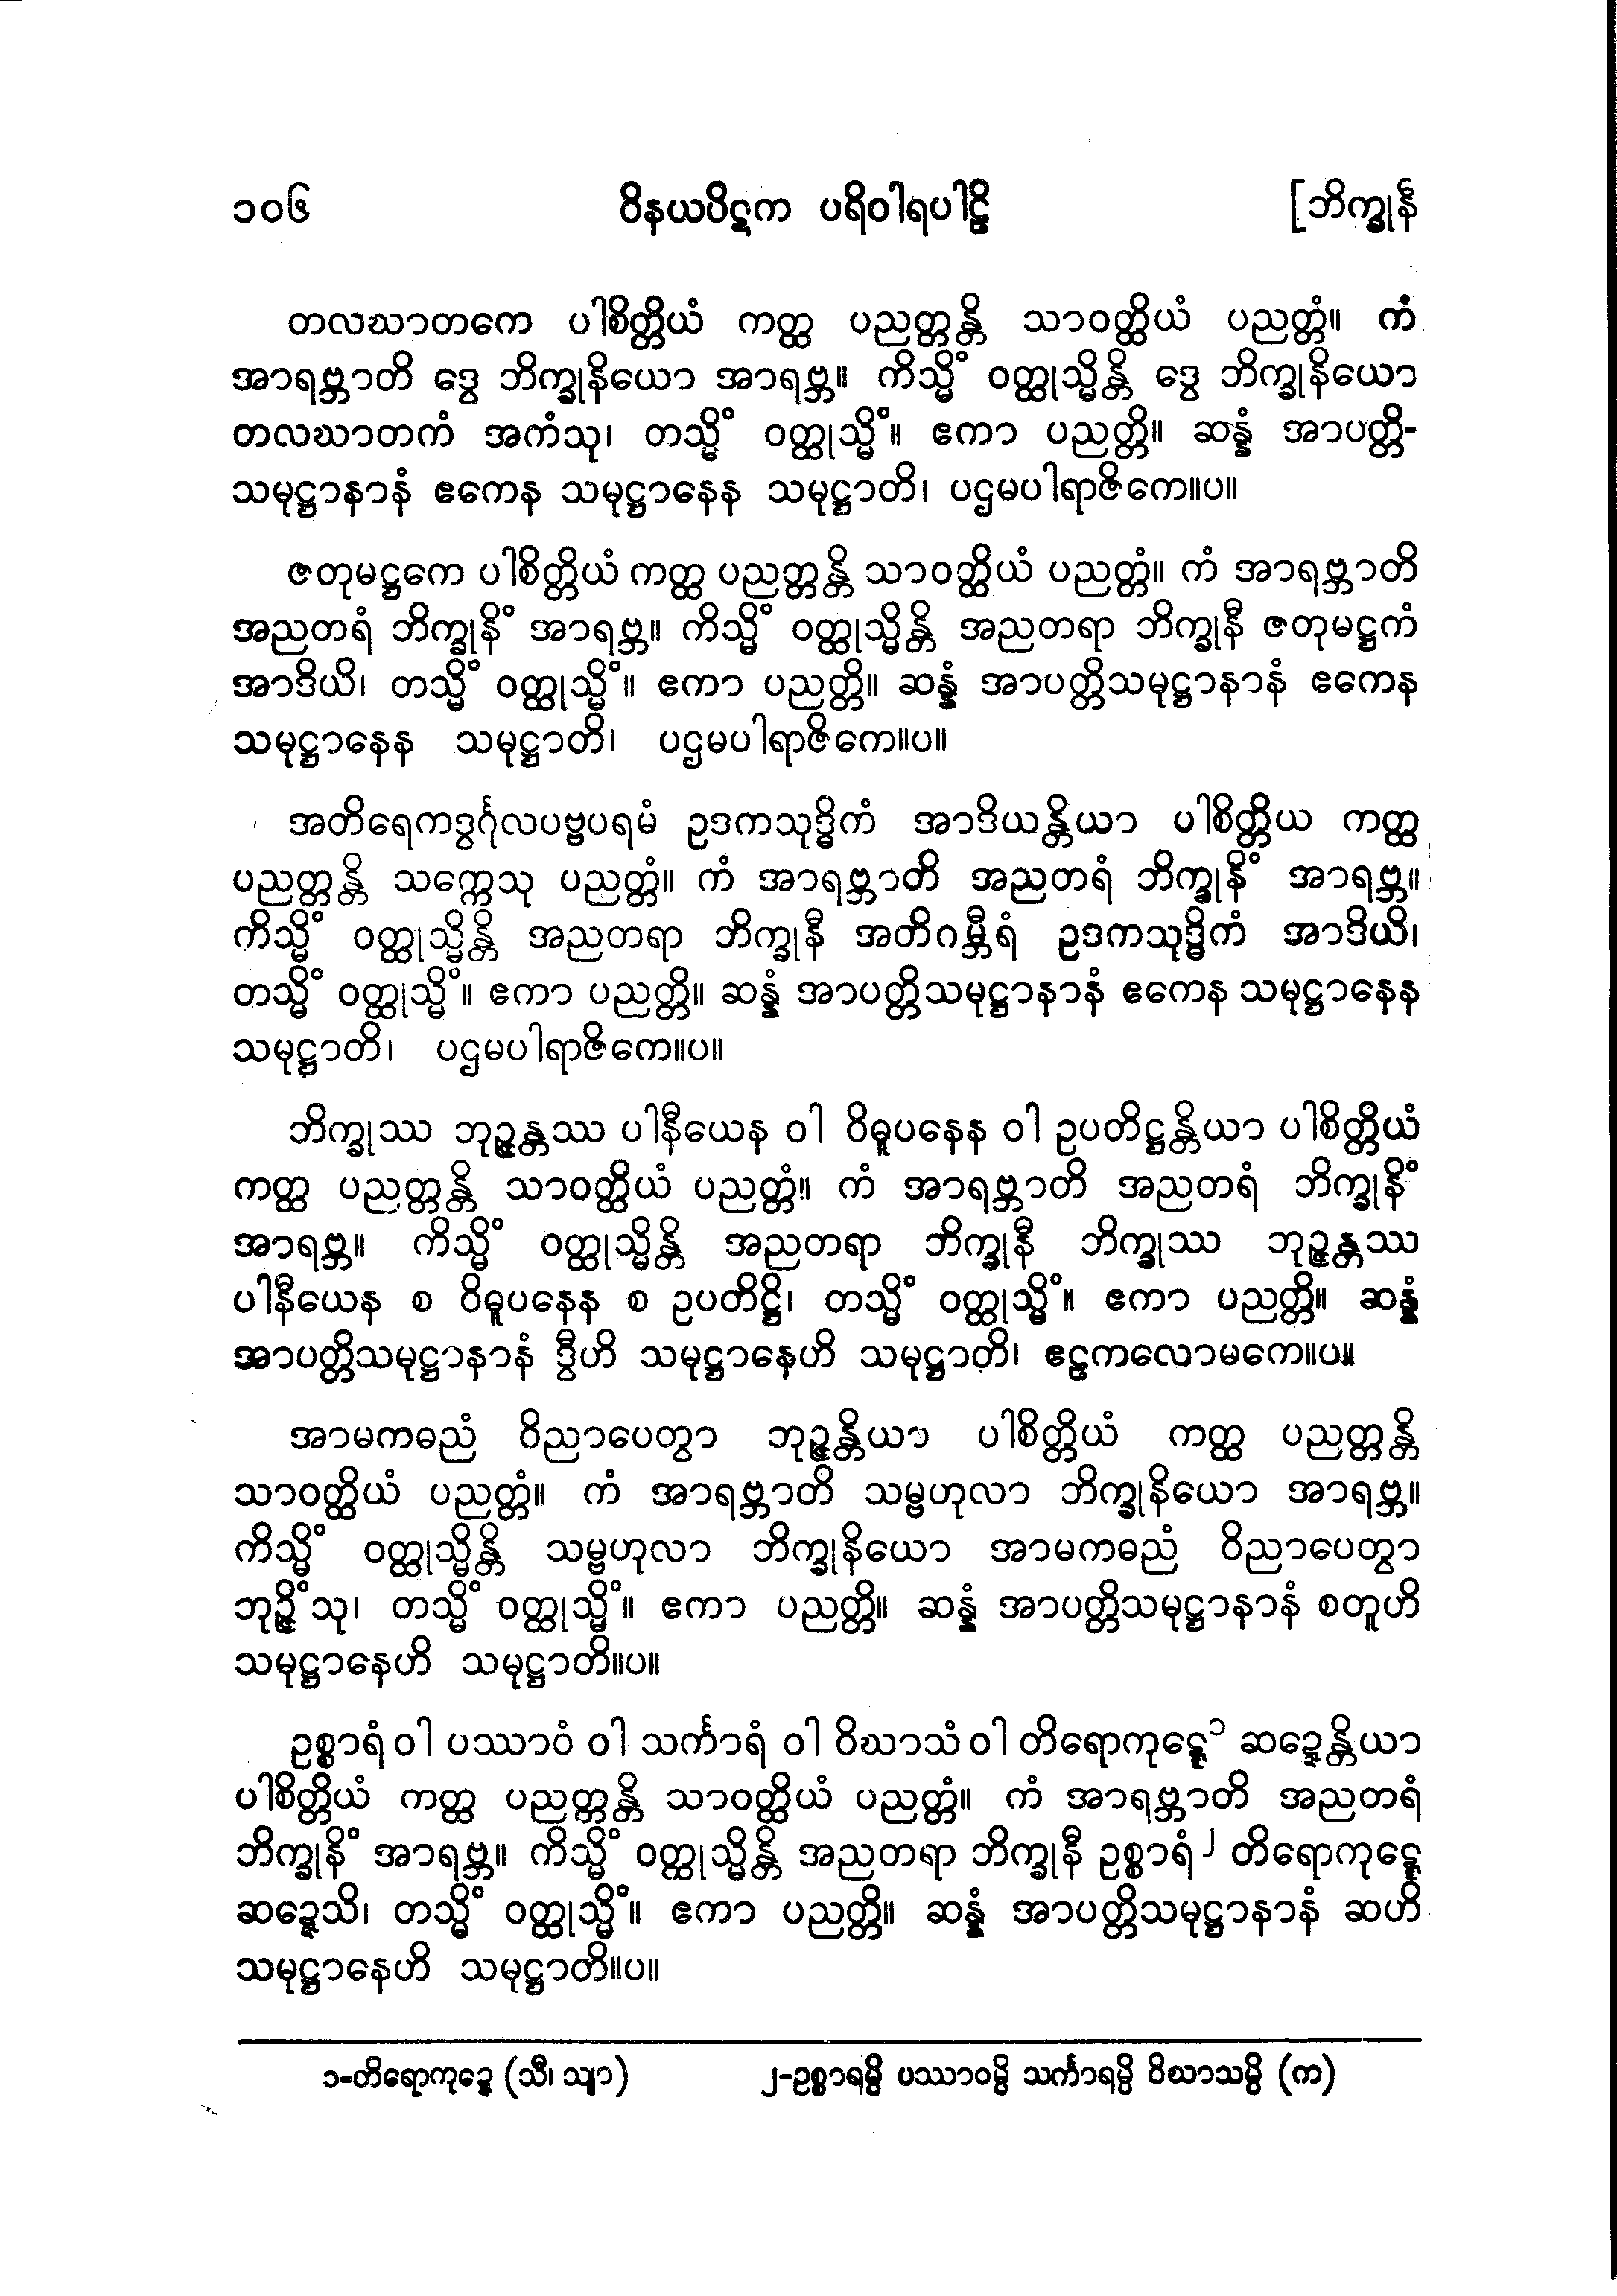 ၁၀၆ ဝိနယပိဋက ပရိဝါရပါဠိ [ဘိက္ခုနီ
တလဃာတကေ ပါစိတ္တိယံ ကတ္ထ ပညတ္တန္တိ သာဝတ္ထိယံ ပညတ္တံ။ ကံ
အာရဗ္ဘာတိ ဒွေ ဘိက္ခုနိယော အာရဗ္ဘ။ ကိသ္မိံ ဝတ္ထုသ္မိန္တိ ဒွေ ဘိက္ခုနိယော
တလဃာတကံ အကံသု၊ တသ္မိံ ဝတ္ထုသ္မိံ။ ဧကာ ပညတ္တိ။ ဆန္နံ အာပတ္တိ-
သမုဋ္ဌာနာနံ ဧကေန သမုဋ္ဌာနေန သမုဋ္ဌာတိ၊ ပဌမပါရာဇိကေ။ပ။
ဇတုမဋ္ဌကေ ပါစိတ္တိယံ ကတ္ထ ပညတ္တန္တိ သာဝတ္ထိယံ ပညတ္တံ။ ကံ အာရဗ္ဘာတိ
အညတရံ ဘိက္ခုနိံ အာရဗ္ဘ။ ကိသ္မိံ ဝတ္ထုသ္မိန္တိ အညတရာ ဘိက္ခုနီ ဇတုမဋ္ဌကံ
အာဒိယိ၊ တသ္မိံ ဝတ္ထုသ္မိံ။ ဧကာ ပညတ္တိ။ ဆန္နံ အာပတ္တိသမုဋ္ဌာနာနံ ဧကေန
သမုဋ္ဌာနေန သမုဋ္ဌာတိ၊ ပဌမပါရာဇိကေ။ပ။
အတိရေကဒွင်္ဂုလပဗ္ဗပရမံ ဥဒကသုဒ္ဓိကံ အာဒိယန္တိယာ ပါစိတ္တိယ ကတ္ထ
ပညတ္တန္တိ သက္ကေသု ပညတ္တံ။ ကံ အာရဗ္ဘာတိ အညတရံ ဘိက္ခုနိံ အာရဗ္ဘ။
ကိသ္မိံ ဝတ္ထုသ္မိန္တိ အညတရာ ဘိက္ခုနီ အတိဂမ္ဘီရံ ဥဒကသုဒ္ဓိကံ အာဒိယိ၊
တသ္မိံ ဝတ္ထုသ္မိံ။ ဧကာ ပညတ္တိ။ ဆန္နံ အာပတ္တိသမုဋ္ဌာနာနံ ဧကေန သမုဋ္ဌာနေန
သမုဋ္ဌာတိ၊ ပဌမပါရာဇိကေ။ပ။
ဘိက္ခုဿ ဘုဉ္ဇန္တဿ ပါနီယေန ဝါ ဝိဓူပနေန ဝါ ဥပတိဋ္ဌန္တိယာ ပါစိတ္တိယံ
ကတ္ထ ပညတ္တန္တိ သာဝတ္ထိယံ ပညတ္တံ။ ကံ အာရဗ္ဘာတိ အညတရံ ဘိက္ခုနိံ
အာရဗ္ဘ။ ကိသ္မိံ ဝတ္ထုသ္မိန္တိ အညတရာ ဘိက္ခုနီ ဘိက္ခုဿ ဘုဉ္ဇန္တဿ
ပါနီယေန စ ဝိဓူပနေန စ ဥပတိဋ္ဌိ၊ တသ္မိံ ဝတ္ထုသ္မိံ။ ဧကာ ပညတ္တိ။ ဆန္နံ
အာပတ္တိသမုဋ္ဌာနာနံ ဒွီဟိ သမုဋ္ဌာနေဟိ သမုဋ္ဌာတိ၊ ဧဠကလောမကေ။ပ။
အာမကဓညံ ဝိညာပေတွာ ဘုဉ္ဇန္တိယာ ပါစိတ္တိယံ ကတ္ထ ပညတ္တန္တိ
သာဝတ္ထိယံ ပညတ္တံ။ ကံ အာရဗ္ဘာတိ သမ္ဗဟုလာ ဘိက္ခုနိယော အာရဗ္ဘ။
ကိသ္မိံ ဝတ္ထုသ္မိန္တိ သမ္ဗဟုလာ ဘိက္ခုနိယော အာမကဓညံ ဝိညာပေတွာ
ဘုဉ္ဇိံသု၊ တသ္မိံ ဝတ္ထုသ္မိံ။ ဧကာ ပညတ္တိ။ ဆန္နံ အာပတ္တိသမုဋ္ဌာနာနံ စတူဟိ
သမုဋ္ဌာနေဟိ သမုဋ္ဌာတိ။ပ။
ဥစ္စာရံ ဝါ ပဿာဝံ ဝါ သင်္ကာရံ ဝါ ဝိဃာသံ ဝါ တိရောကုဋ္ဋေ၁ ဆဍ္ဍေန္တိယာ
ပါစိတ္တိယံ ကတ္ထ ပညတ္တန္တိ သာဝတ္ထိယံ ပညတ္တံ။ ကံ အာရဗ္ဘာတိ အညတရံ
ဘိက္ခုနိံ အာရဗ္ဘ။ ကိသ္မိံ ဝတ္ထုသ္မိန္တိ အညတရာ ဘိက္ခုနီ ဥစ္စာရံ၂ တိရောကုဋ္ဋေ
ဆဍ္ဍေသိ၊ တသ္မိံ ဝတ္ထုသ္မိံ။ ဧကာ ပညတ္တိ။ ဆန္နံ အာပတ္တိသမုဋ္ဌာနာနံ ဆဟိ
သမုဋ္ဌာနေဟိ သမုဋ္ဌာတိ။ပ။
၁-တိရောကုဍ္ဍေ (သီ၊ သျာ) ၂-ဥစ္စာရမ္ပိ ပဿာဝမ္ပိ သင်္ကာရမ္ပိ ဝိဃာသမ္ပိ (က)